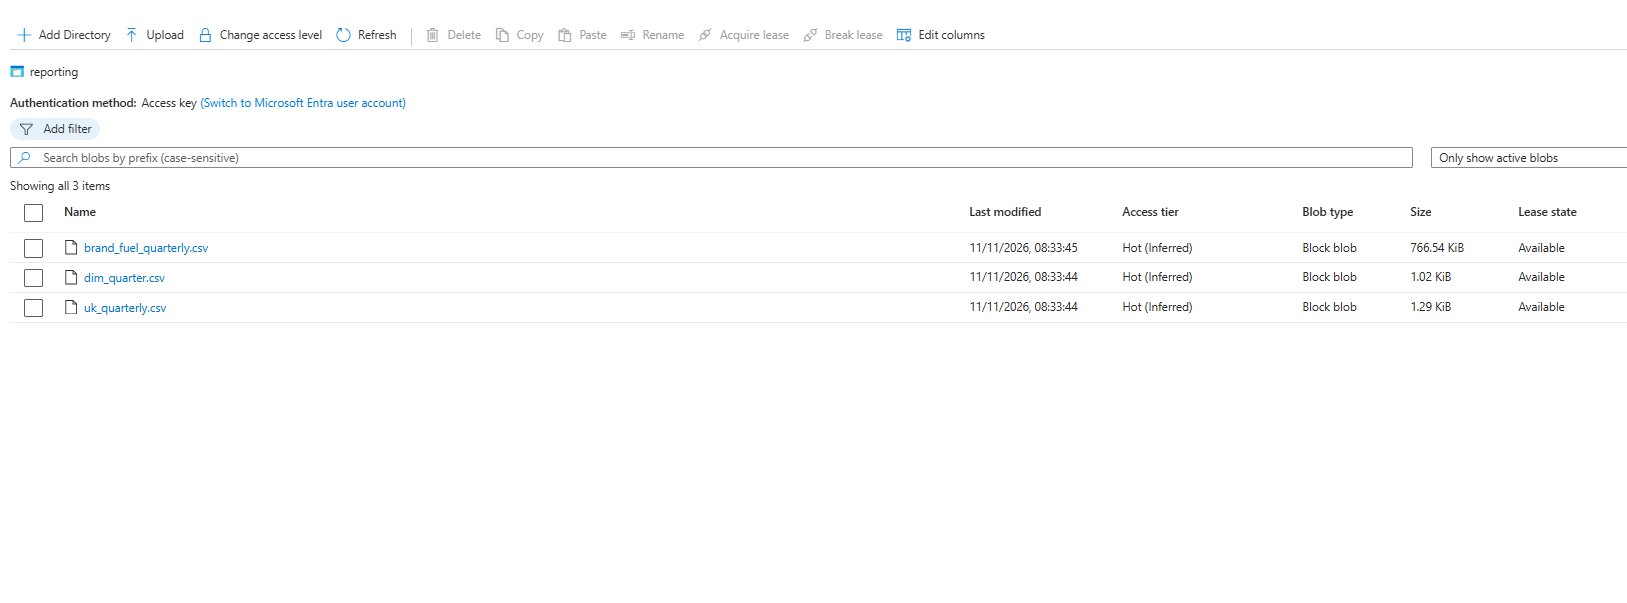 Add Directory Upload Change access level Refresh Delete Copy Paste Rename Acquire lease Break lease Edit columns
reporting
Authentication method: Access key (Switch to Microsoft Entra user account)
Add filter
Search blobs by prefix (case-sensitive) Only show active blobs
Showing all 3 items
Name Last modified Access tier Blob type Size Lease state
brand_fuel_quarterly.csv 11/11/2026, 08:33:45 Hot (Inferred) Block blob 766.54 KiB Available
dim_quarter.csv 11/11/2026, 08:33:44 Hot (Inferred) Block blob 1.02 KiB Available
uk_quarterly.csv 11/11/2026, 08:33:44 Hot (Inferred) Block blob 1.29 KiB Available